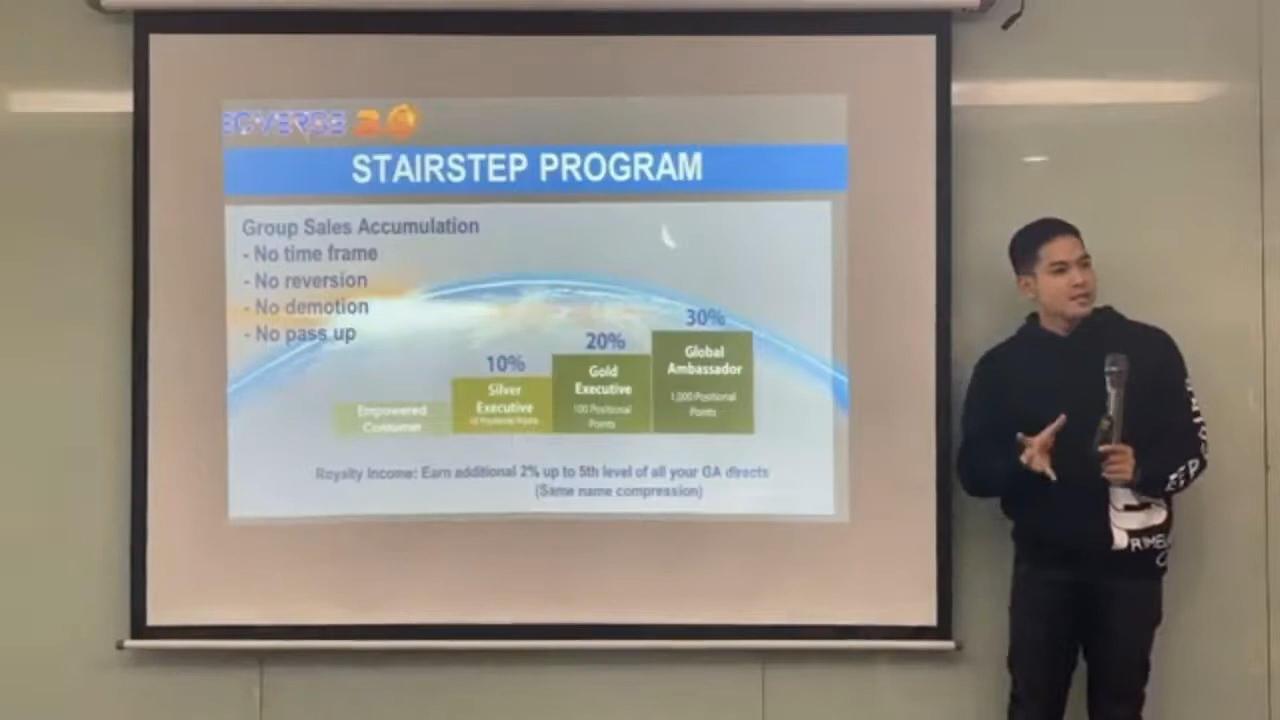 STAIRSTEP PROGRAM
Group Sales Accumulation
- No time frame
- No reversion
- No demotion
- No pass up
10%
20%
30%
Empowered
Consumer
Silver
Executive
Positional Points
Gold
Executive
100 Positional
Points
Global
Ambassador
1,000 Positional
Points
Royalty Income: Earn additional 2% up to 5th level of all your GA directs
(Same name compression)